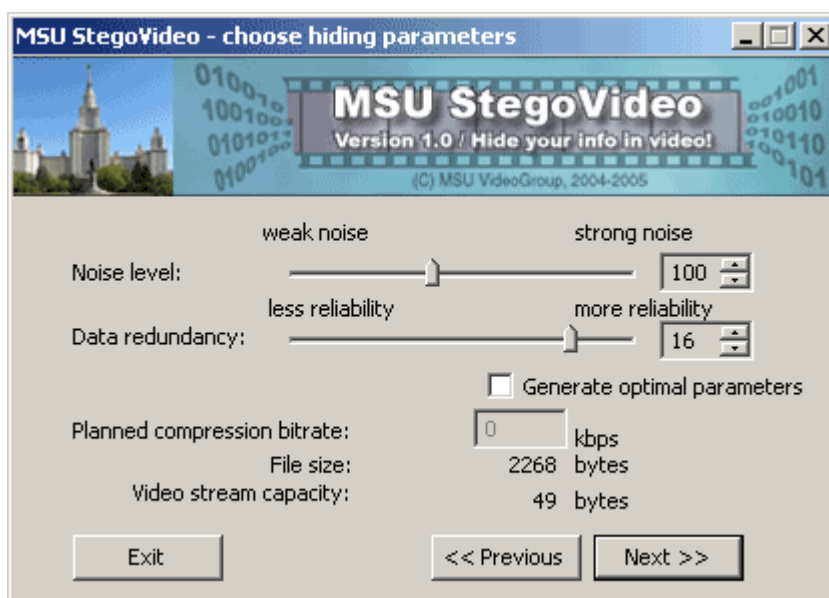 MSU StegoVideo - choose hiding parameters
MSU StegoVideo
Version 1.0 / Hide your info in video!
(C) MSU VideoGroup, 2004-2005
weak noise strong noise
Noise level: 100
less reliability more reliability
Data redundancy: 16
Generate optimal parameters
Planned compression bitrate: 0 kbps
File size: 2268 bytes
Video stream capacity: 49 bytes
Exit << Previous Next >>